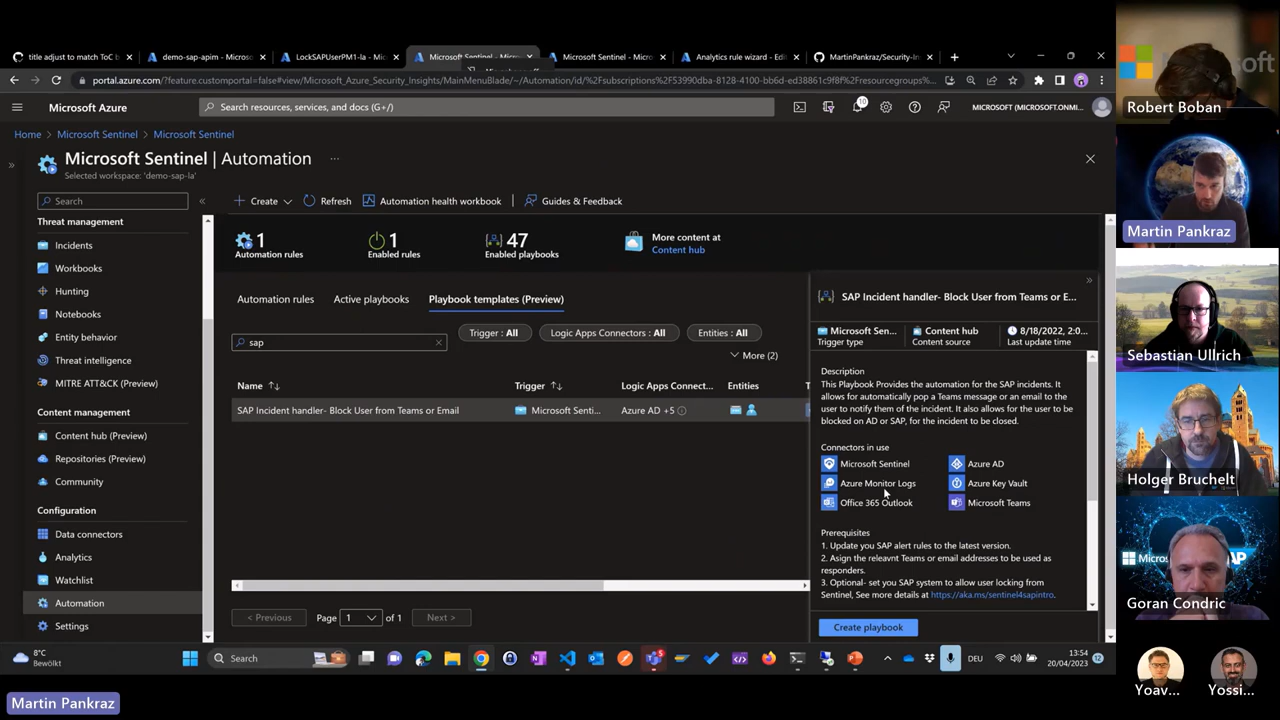 title adjust to match ToC b
demo-sap-apim - Microsof
LockSAPUserPM1-la - Micros
Microsoft Sentinel - Micros
Microsoft Sentinel - Microso
Analytics rule wizard - Edi
MartinPankraz/Security-In
portal.azure.com/?feature.customportal=false#view/Microsoft_Azure_Security_Insights/MainMenuBlade/~/Automation/id/%2Fsubscriptions%2F53990dba-8128-4100-bb6d-ed38861c9f8f%2Fresourcegroups%
Microsoft Azure
Search resources, services, and docs (G+/)
10
MICROSOFT (MICROSOFT.ONMI...
Home > Microsoft Sentinel > Microsoft Sentinel
Microsoft Sentinel | Automation
...
Selected workspace: 'demo-sap-la'
Search
Threat management
Incidents
Workbooks
Hunting
Notebooks
Entity behavior
Threat intelligence
MITRE ATT&CK (Preview)
Content management
Content hub (Preview)
Repositories (Preview)
Community
Configuration
Data connectors
Analytics
Watchlist
Automation
Settings
Create
Refresh
Automation health workbook
Guides & Feedback
1
Automation rules
1
Enabled rules
47
Enabled playbooks
More content at
Content hub
Automation rules
Active playbooks
Playbook templates (Preview)
sap
Trigger : All
Logic Apps Connectors : All
Entities : All
More (2)
Name
Trigger
Logic Apps Connect...
Entities
SAP Incident handler- Block User from Teams or Email
Microsoft Senti...
Azure AD +5
< Previous
Page 1 of 1
Next >
SAP Incident handler- Block User from Teams or E...
Microsoft Sen...
Trigger type
Content hub
Content source
8/18/2022, 2:0...
Last update time
Description
This Playbook Provides the automation for the SAP incidents. It
allows for automatically pop a Teams message or an email to the
user to notify them of the incident. It also allows for the user to be
blocked on AD or SAP, for the incident to be closed.
Connectors in use
Microsoft Sentinel
Azure AD
Azure Monitor Logs
Azure Key Vault
Office 365 Outlook
Microsoft Teams
Prerequisites
1. Update you SAP alert rules to the latest version.
2. Asign the releavnt Teams or email addresses to be used as
responders.
3. Optional- set you SAP system to allow user locking from
Sentinel, See more details at https://aka.ms/sentinel4sapintro.
Create playbook
8°C
Bewölkt
Search
5
DEU
13:54
20/04/2023
12
Martin Pankraz
Robert Boban
Martin Pankraz
Sebastian Ullrich
Holger Bruchelt
Microsoft
SAP
Goran Condric
Yoav...
Yossi...